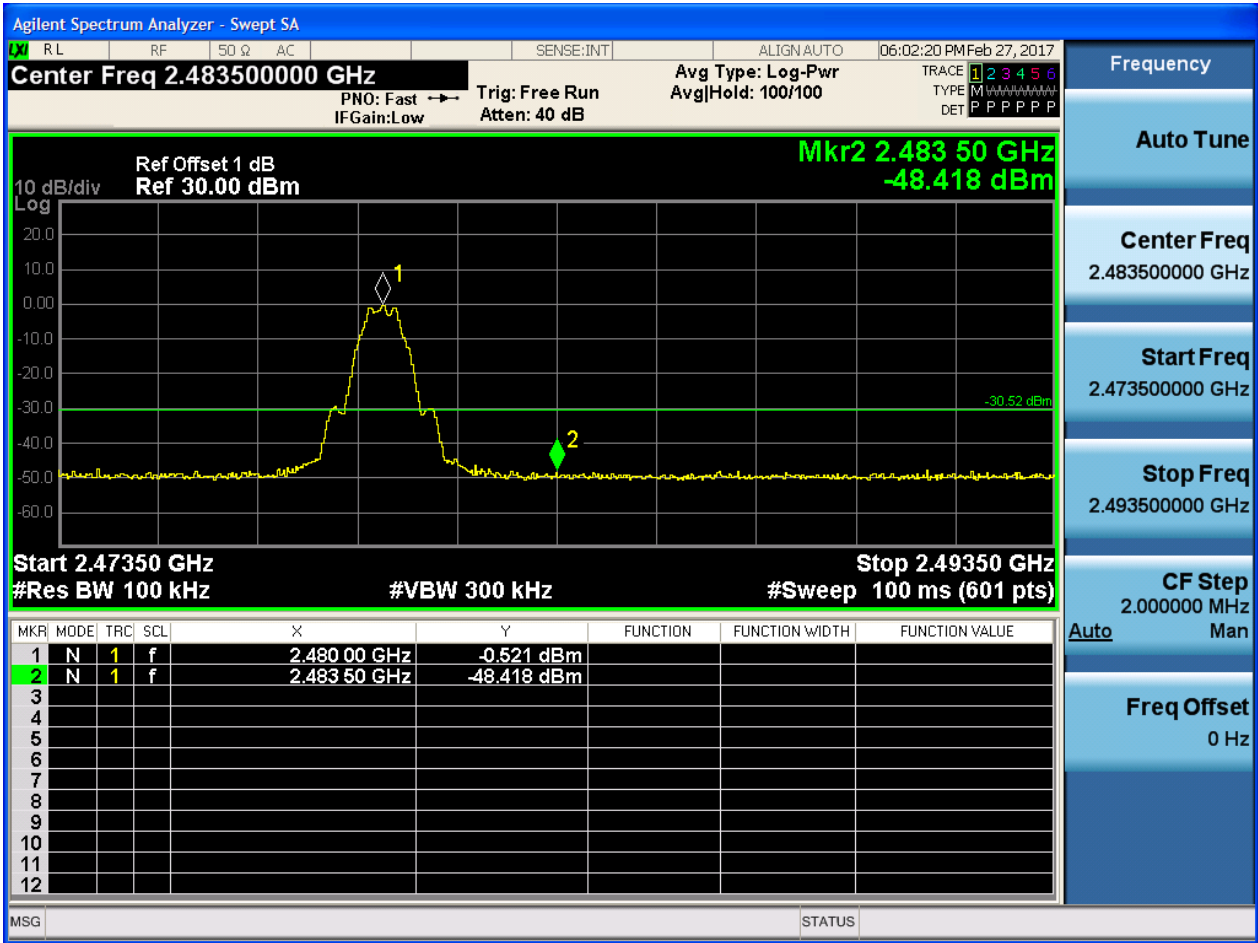 Agilent Spectrum Analyzer - Swept SA
LXI RL RF 50 Ω AC SENSE:INT ALIGNAUTO 06:02:20 PMFeb 27, 2017
Center Freq 2.483500000 GHz
PNO: Fast
IFGain:Low
Trig: Free Run
Atten: 40 dB
Avg Type: Log-Pwr
Avg|Hold: 100/100
TRACE 1 2 3 4 5 6
TYPE M
DET P P P P P P
Mkr2 2.483 50 GHz
-48.418 dBm
Ref Offset 1 dB
10 dB/div Ref 30.00 dBm
Log
20.0
10.0
0.00
-10.0
-20.0
-30.0
-40.0
-50.0
-60.0
1
-30.52 dBm
2
Start 2.47350 GHz Stop 2.49350 GHz
#Res BW 100 kHz #VBW 300 kHz #Sweep 100 ms (601 pts)
MKR MODE TRC SCL X Y FUNCTION FUNCTION WIDTH FUNCTION VALUE
1 N 1 f 2.480 00 GHz -0.521 dBm
2 N 1 f 2.483 50 GHz -48.418 dBm
3
4
5
6
7
8
9
10
11
12
MSG STATUS
Frequency
Auto Tune
Center Freq
2.483500000 GHz
Start Freq
2.473500000 GHz
Stop Freq
2.493500000 GHz
CF Step
2.000000 MHz
Auto Man
Freq Offset
0 Hz